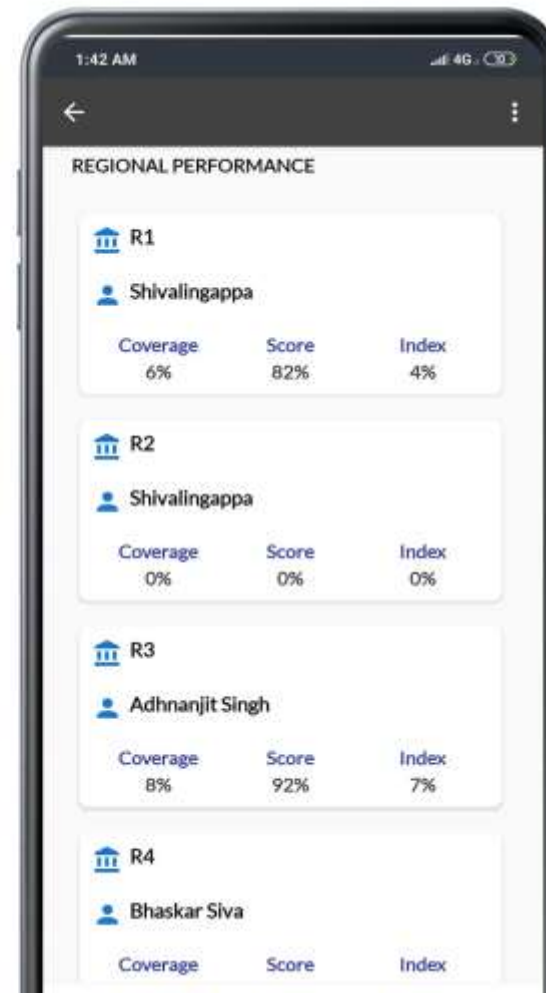 1:42 AM 4G
REGIONAL PERFORMANCE
R1
Shivalingappa
Coverage Score Index
6% 82% 4%
R2
Shivalingappa
Coverage Score Index
0% 0% 0%
R3
Adhnanjit Singh
Coverage Score Index
8% 92% 7%
R4
Bhaskar Siva
Coverage Score Index